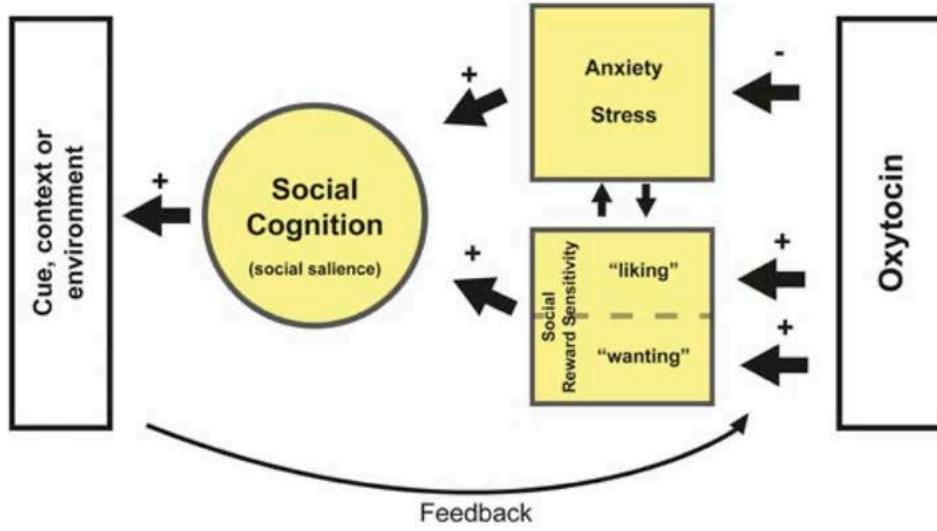 Cue, context or
environment
+
Social
Cognition
(social salience)
+
+
Anxiety
Stress
Social
Reward Sensitivity
“liking”
“wanting”
-
+
+
Oxytocin
Feedback